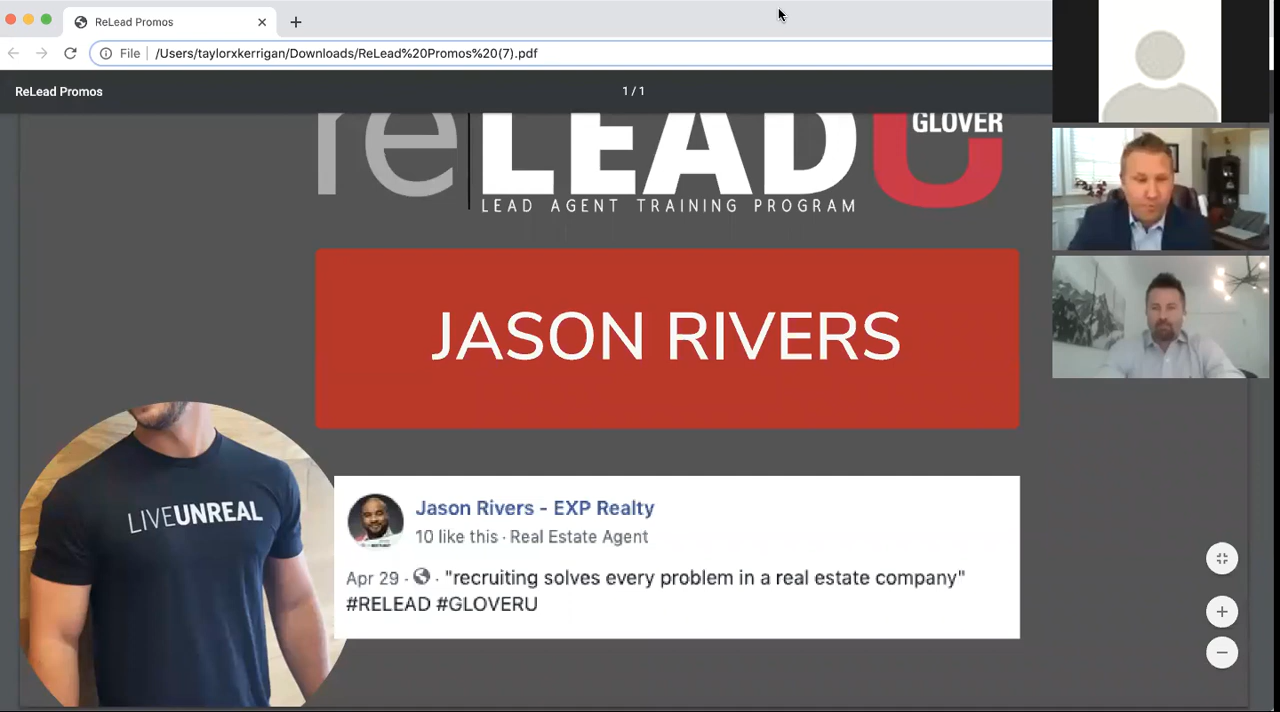 ReLead Promos
File
/Users/taylorxkerrigan/Downloads/ReLead%20Promos%20(7).pdf
ReLead Promos
1 / 1
re LEAD U
GLOVER
LEAD AGENT TRAINING PROGRAM
JASON RIVERS
LIVEUNREAL
Jason Rivers - EXP Realty
10 like this · Real Estate Agent
Apr 29 · · "recruiting solves every problem in a real estate company"
#RELEAD #GLOVERU